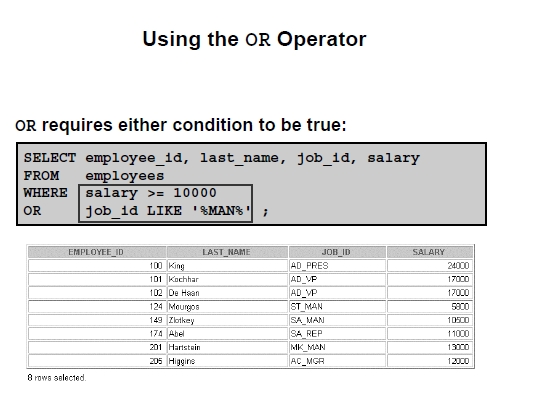 Using the OR Operator
OR requires either condition to be true:
SELECT employee_id, last_name, job_id, salary
FROM employees
WHERE salary >= 10000
OR job_id LIKE '%MAN%' ;
EMPLOYEE_ID LAST_NAME JOB_ID SALARY
100 King AD_PRES 24000
101 Kochhar AD_VP 17000
102 De Haan AD_VP 17000
124 Mourgos ST_MAN 5800
149 Zlotkey SA_MAN 10500
174 Abel SA_REP 11000
201 Hartstein MK_MAN 13000
205 Higgins AC_MGR 12000
8 rows selected.